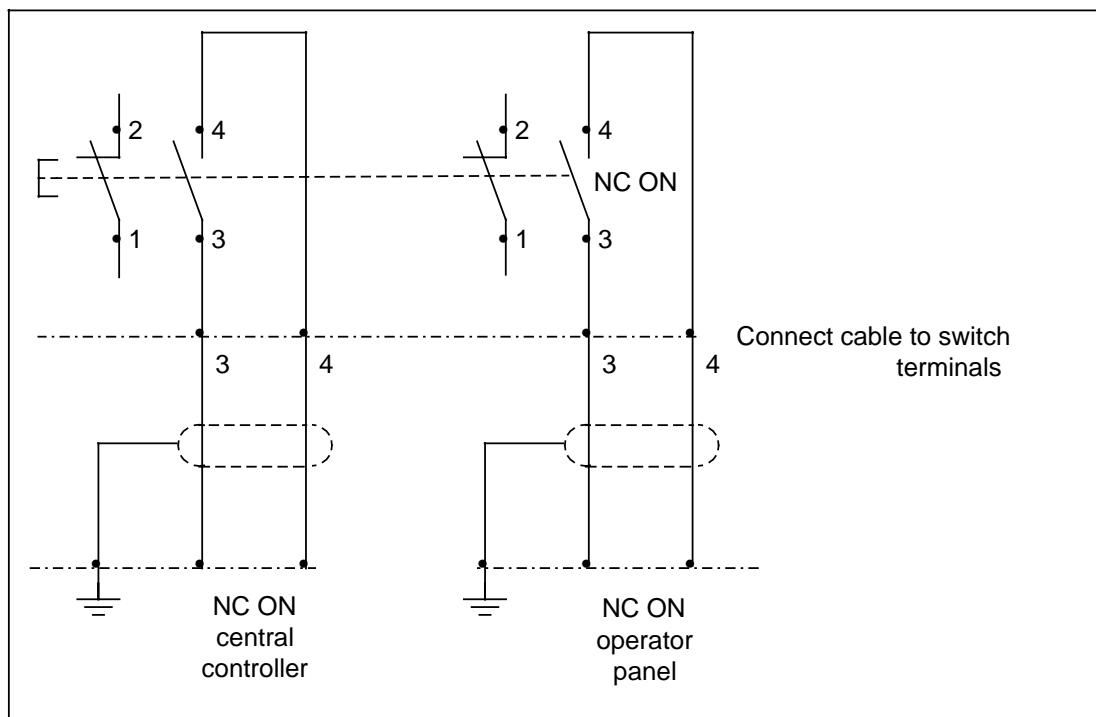 2 4 2 4
NC ON
1 3 1 3
Connect cable to switch
terminals
3 4 3 4
NC ON
central
controller
NC ON
operator
panel